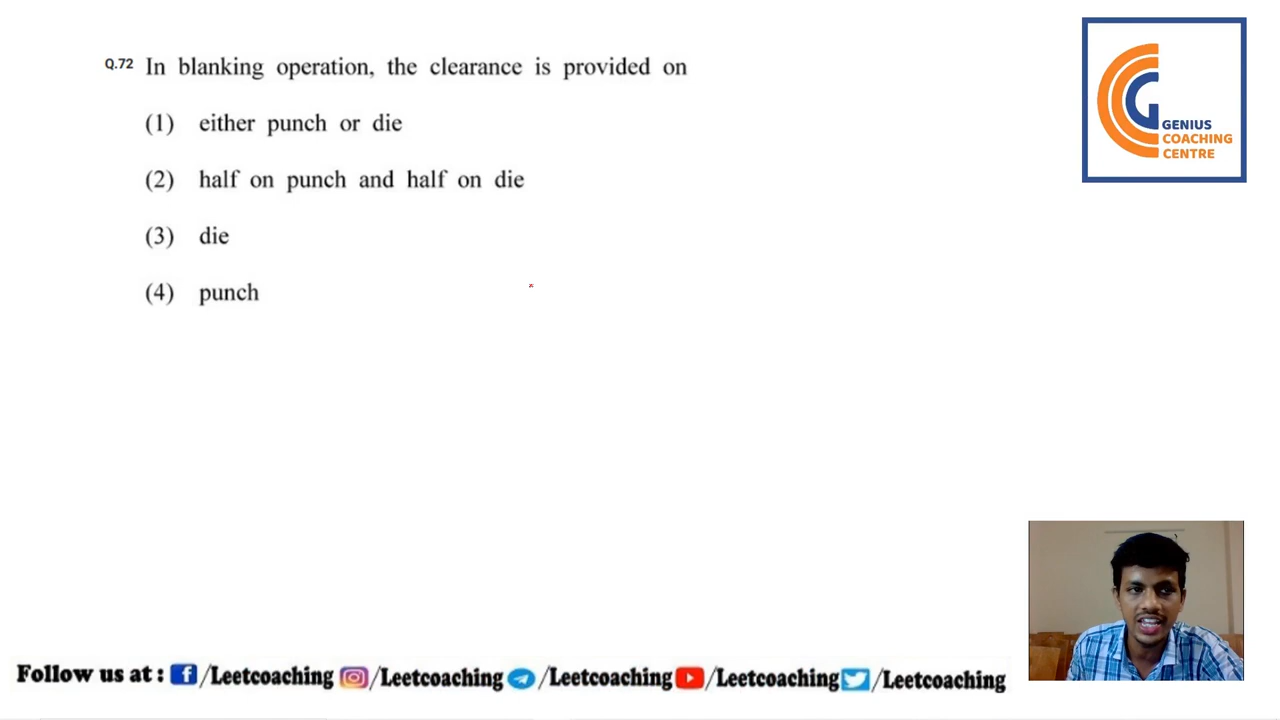 Q.72 In blanking operation, the clearance is provided on
(1) either punch or die
(2) half on punch and half on die
(3) die
(4) punch
GENIUS
COACHING
CENTRE
Follow us at : /Leetcoaching /Leetcoaching /Leetcoaching /Leetcoaching /Leetcoaching